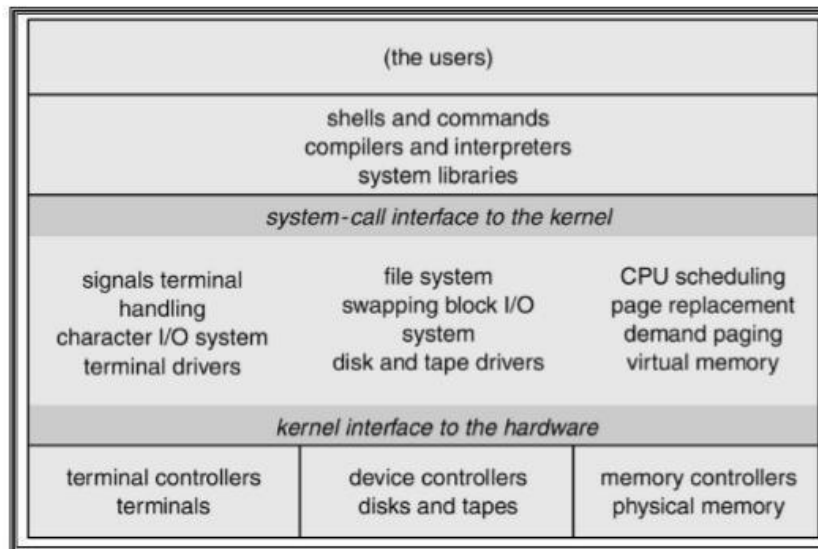 (the users)
shells and commands
compilers and interpreters
system libraries
system-call interface to the kernel
signals terminal
handling
character I/O system
terminal drivers
file system
swapping block I/O
system
disk and tape drivers
CPU scheduling
page replacement
demand paging
virtual memory
kernel interface to the hardware
terminal controllers
terminals
device controllers
disks and tapes
memory controllers
physical memory